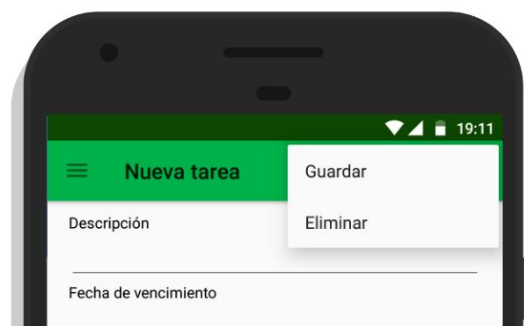 19:11
Nueva tarea
Guardar
Descripción
Eliminar
Fecha de vencimiento